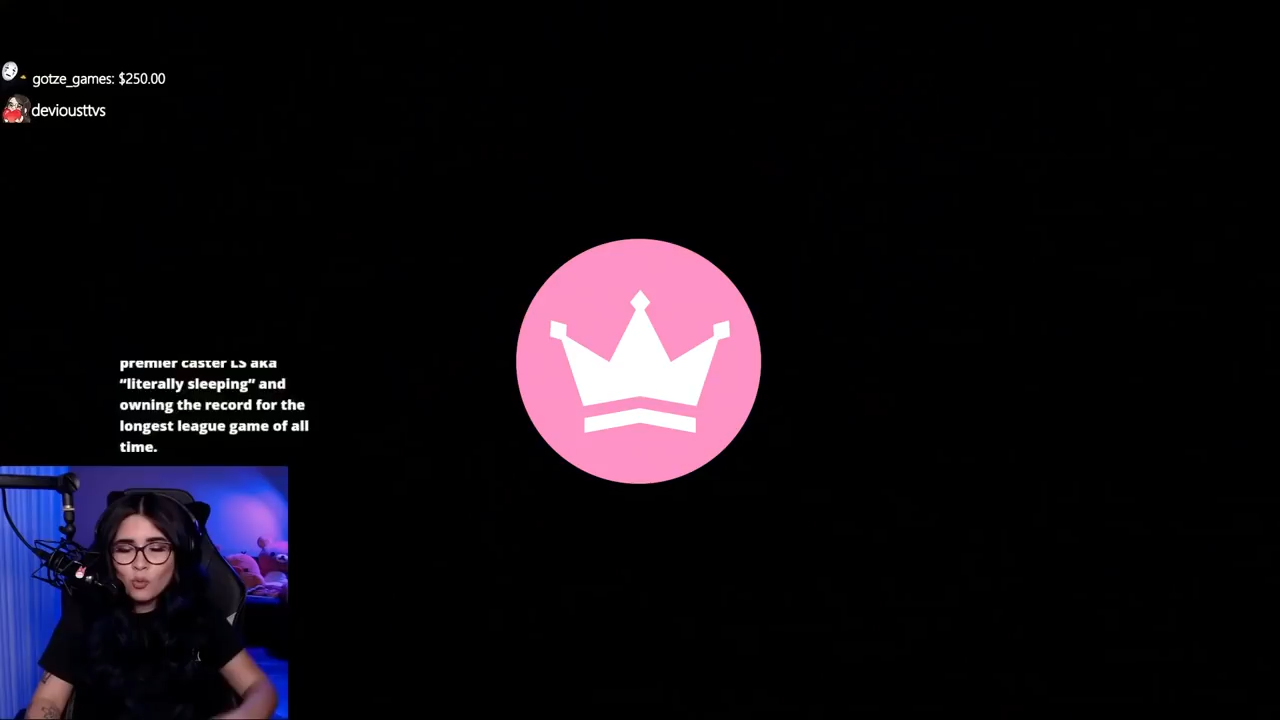 gotze_games: $250.00
deviousttvs
premier caster LS aka
“literally sleeping” and
owning the record for the
longest league game of all
time.